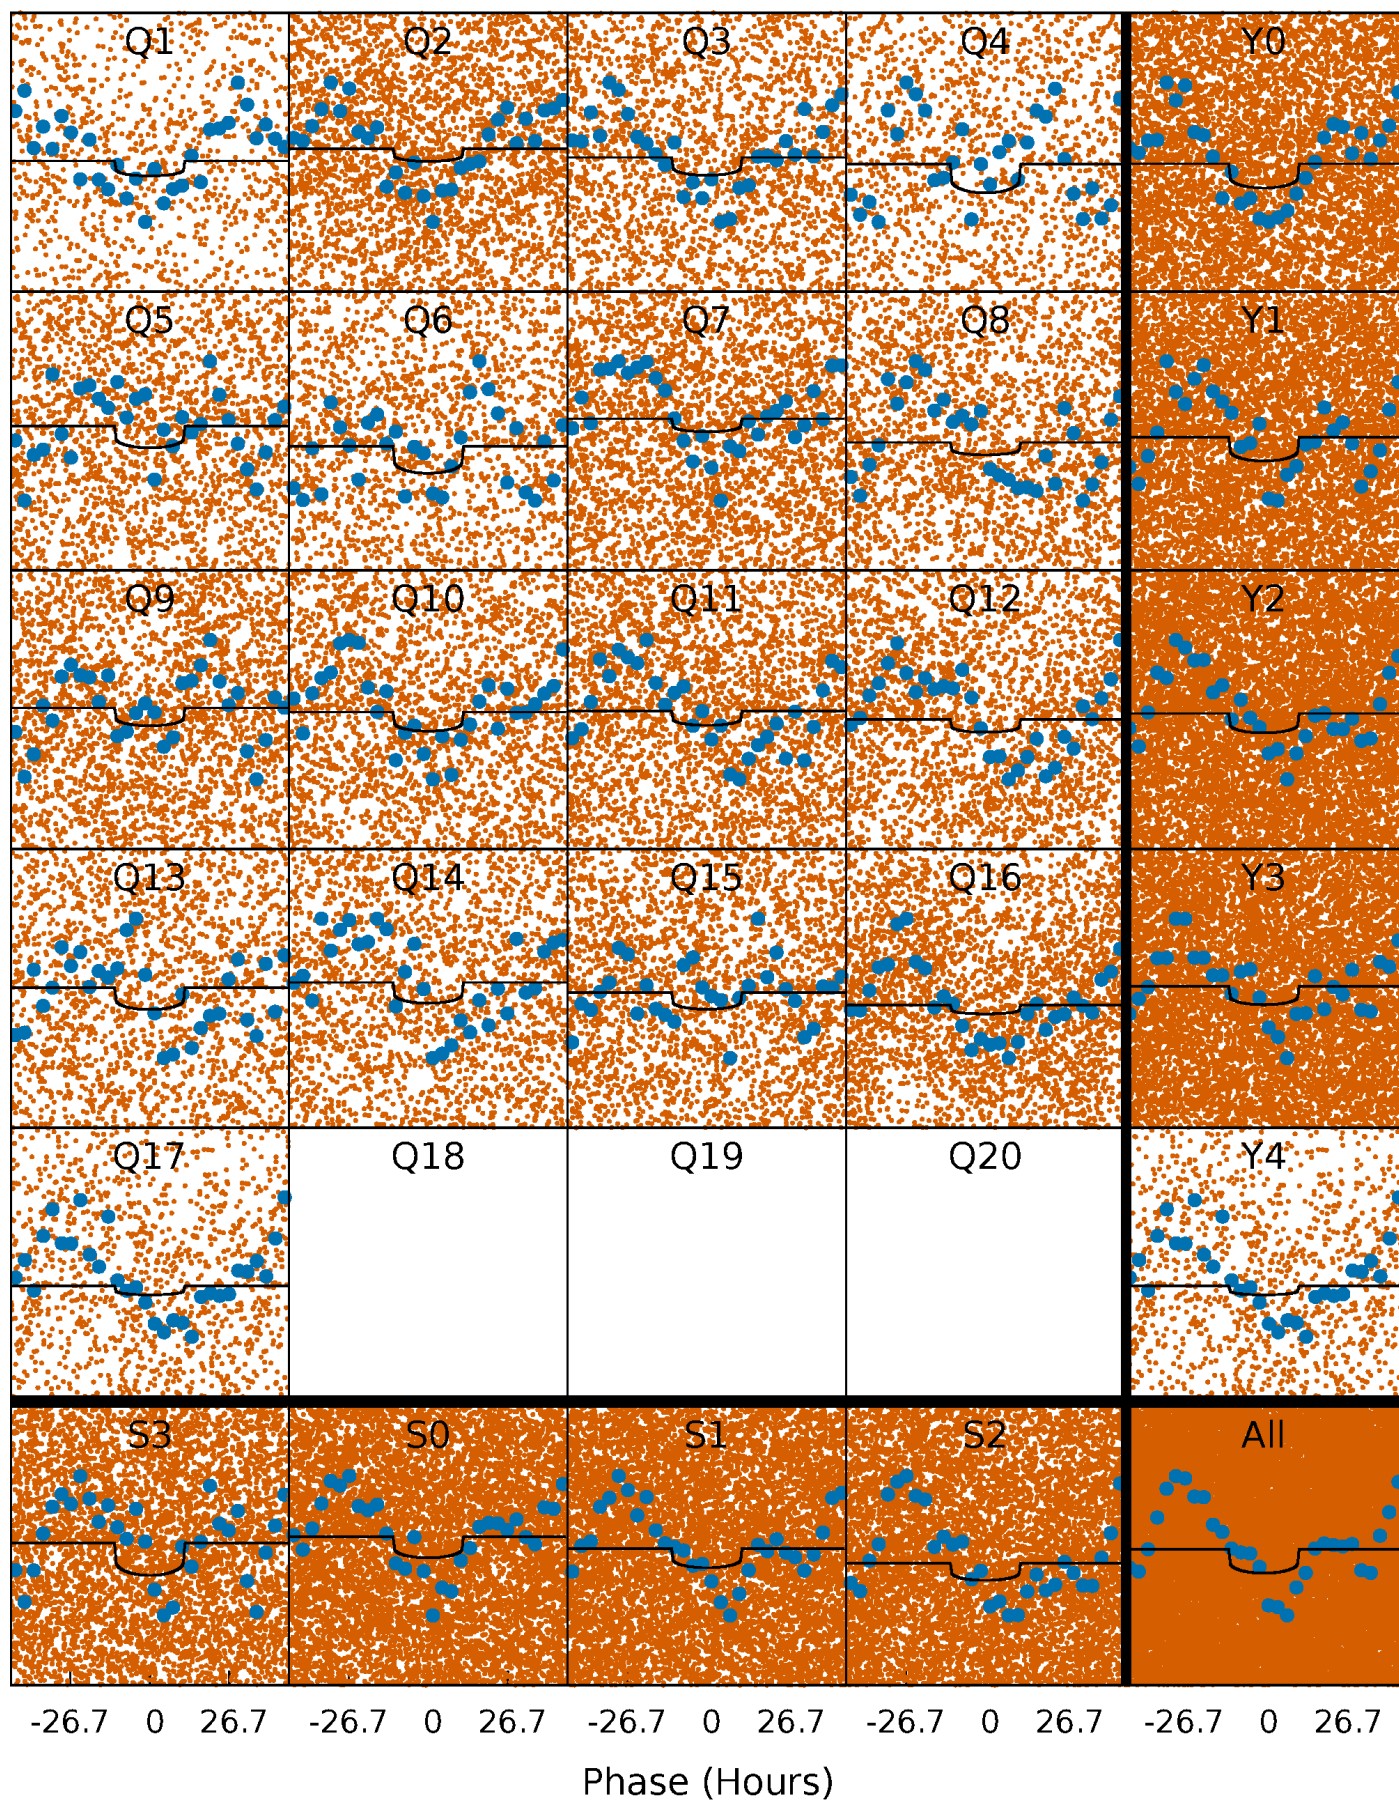 Q1 Q2 Q3 Q4 Y0
Q5 Q6 Q7 Q8 Y1
Q9 Q10 Q11 Q12 Y2
Q13 Q14 Q15 Q16 Y3
Q17 Q18 Q19 Q20 Y4
S3 S0 S1 S2 All
-26.7 0 26.7 -26.7 0 26.7 -26.7 0 26.7 -26.7 0 26.7 -26.7 0 26.7
Phase (Hours)